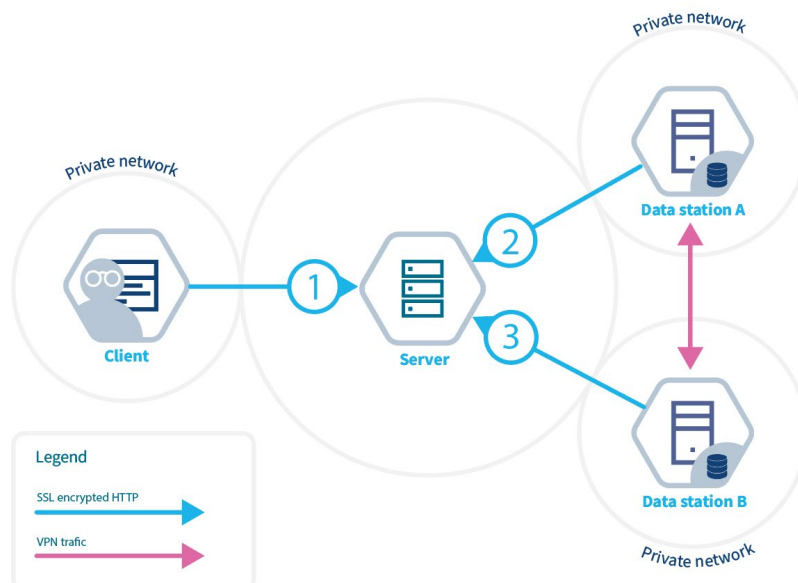 Private network
Private network
Data station A
1
2
Client
Server
3
Data station B
Private network
Legend
SSL encrypted HTTP
VPN trafic